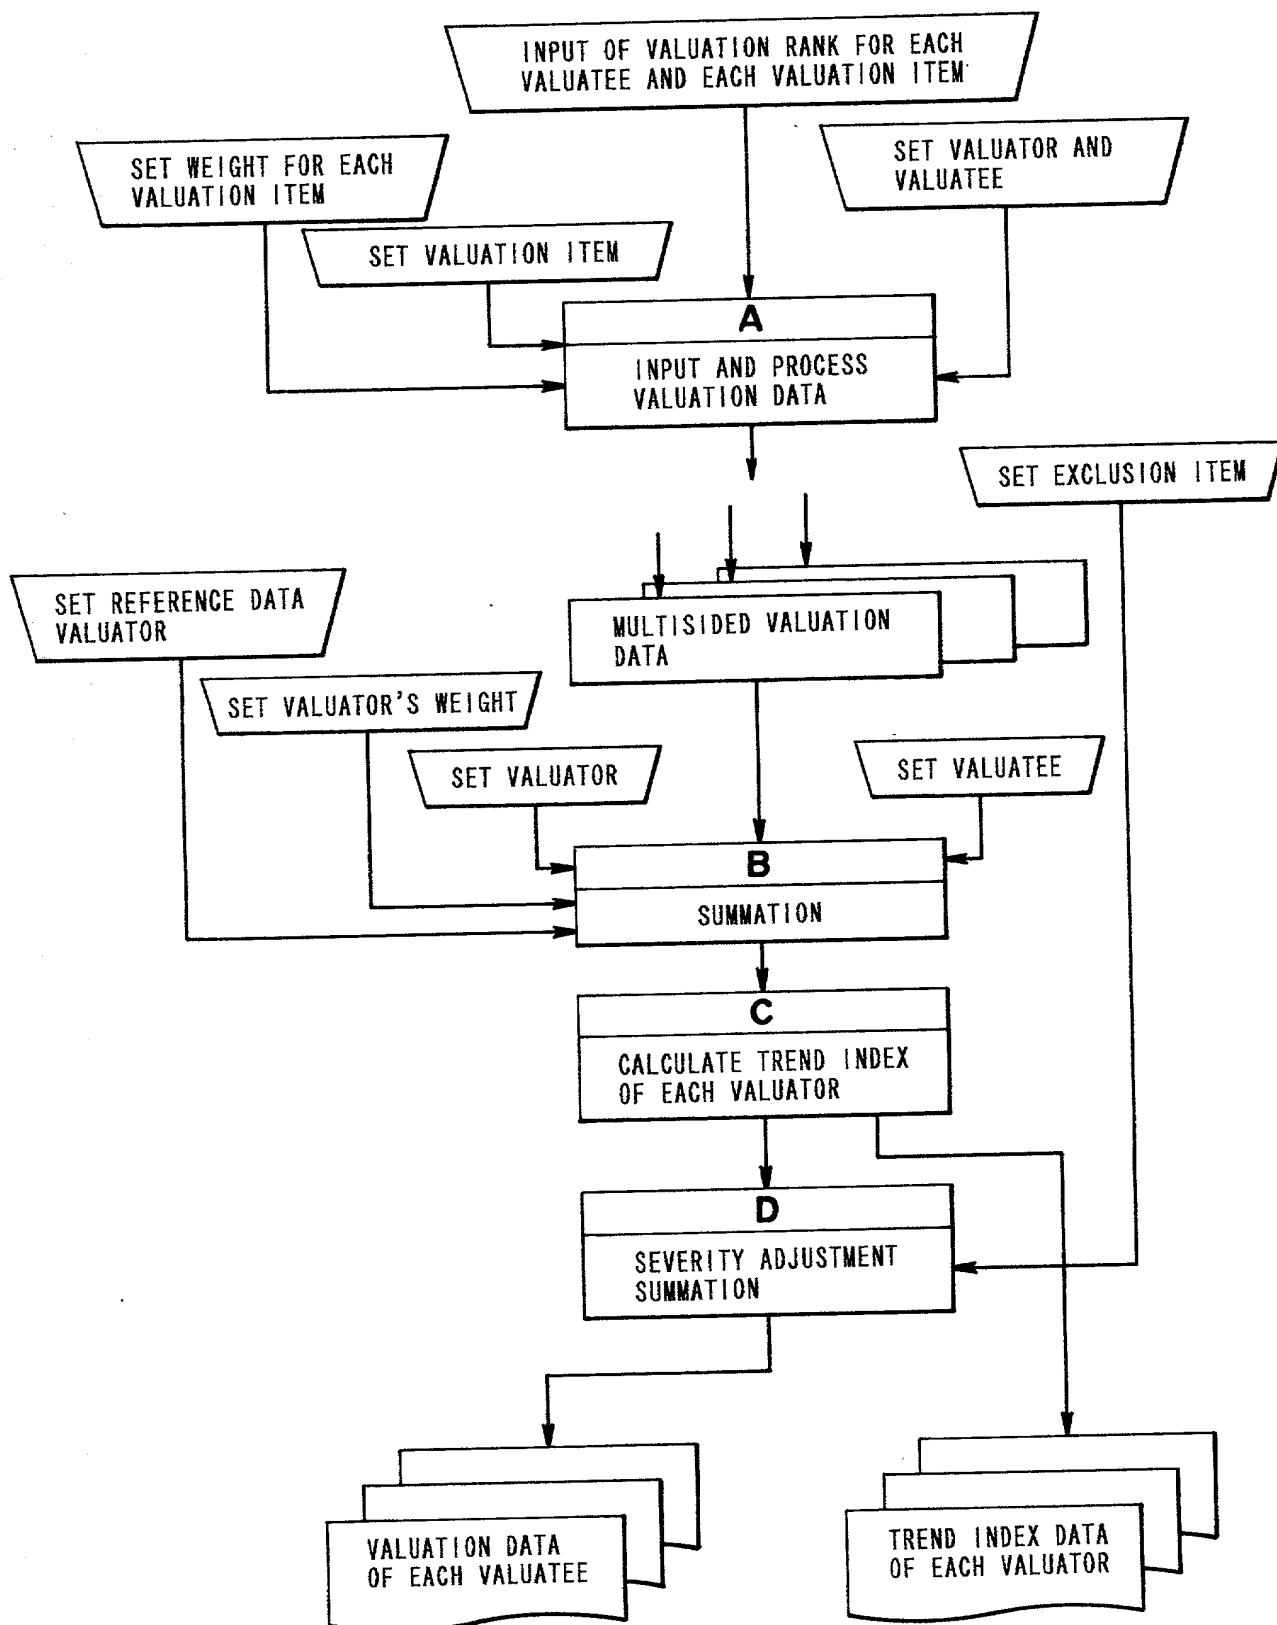 INPUT OF VALUATION RANK FOR EACH
VALUATEE AND EACH VALUATION ITEM
SET WEIGHT FOR EACH
VALUATION ITEM
SET VALUATOR AND
VALUATEE
SET VALUATION ITEM
A
INPUT AND PROCESS
VALUATION DATA
SET EXCLUSION ITEM
SET REFERENCE DATA
VALUATOR
MULTISIDED VALUATION
DATA
SET VALUATOR'S WEIGHT
SET VALUATOR
SET VALUATEE
B
SUMMATION
C
CALCULATE TREND INDEX
OF EACH VALUATOR
D
SEVERITY ADJUSTMENT
SUMMATION
VALUATION DATA
OF EACH VALUATEE
TREND INDEX DATA
OF EACH VALUATOR